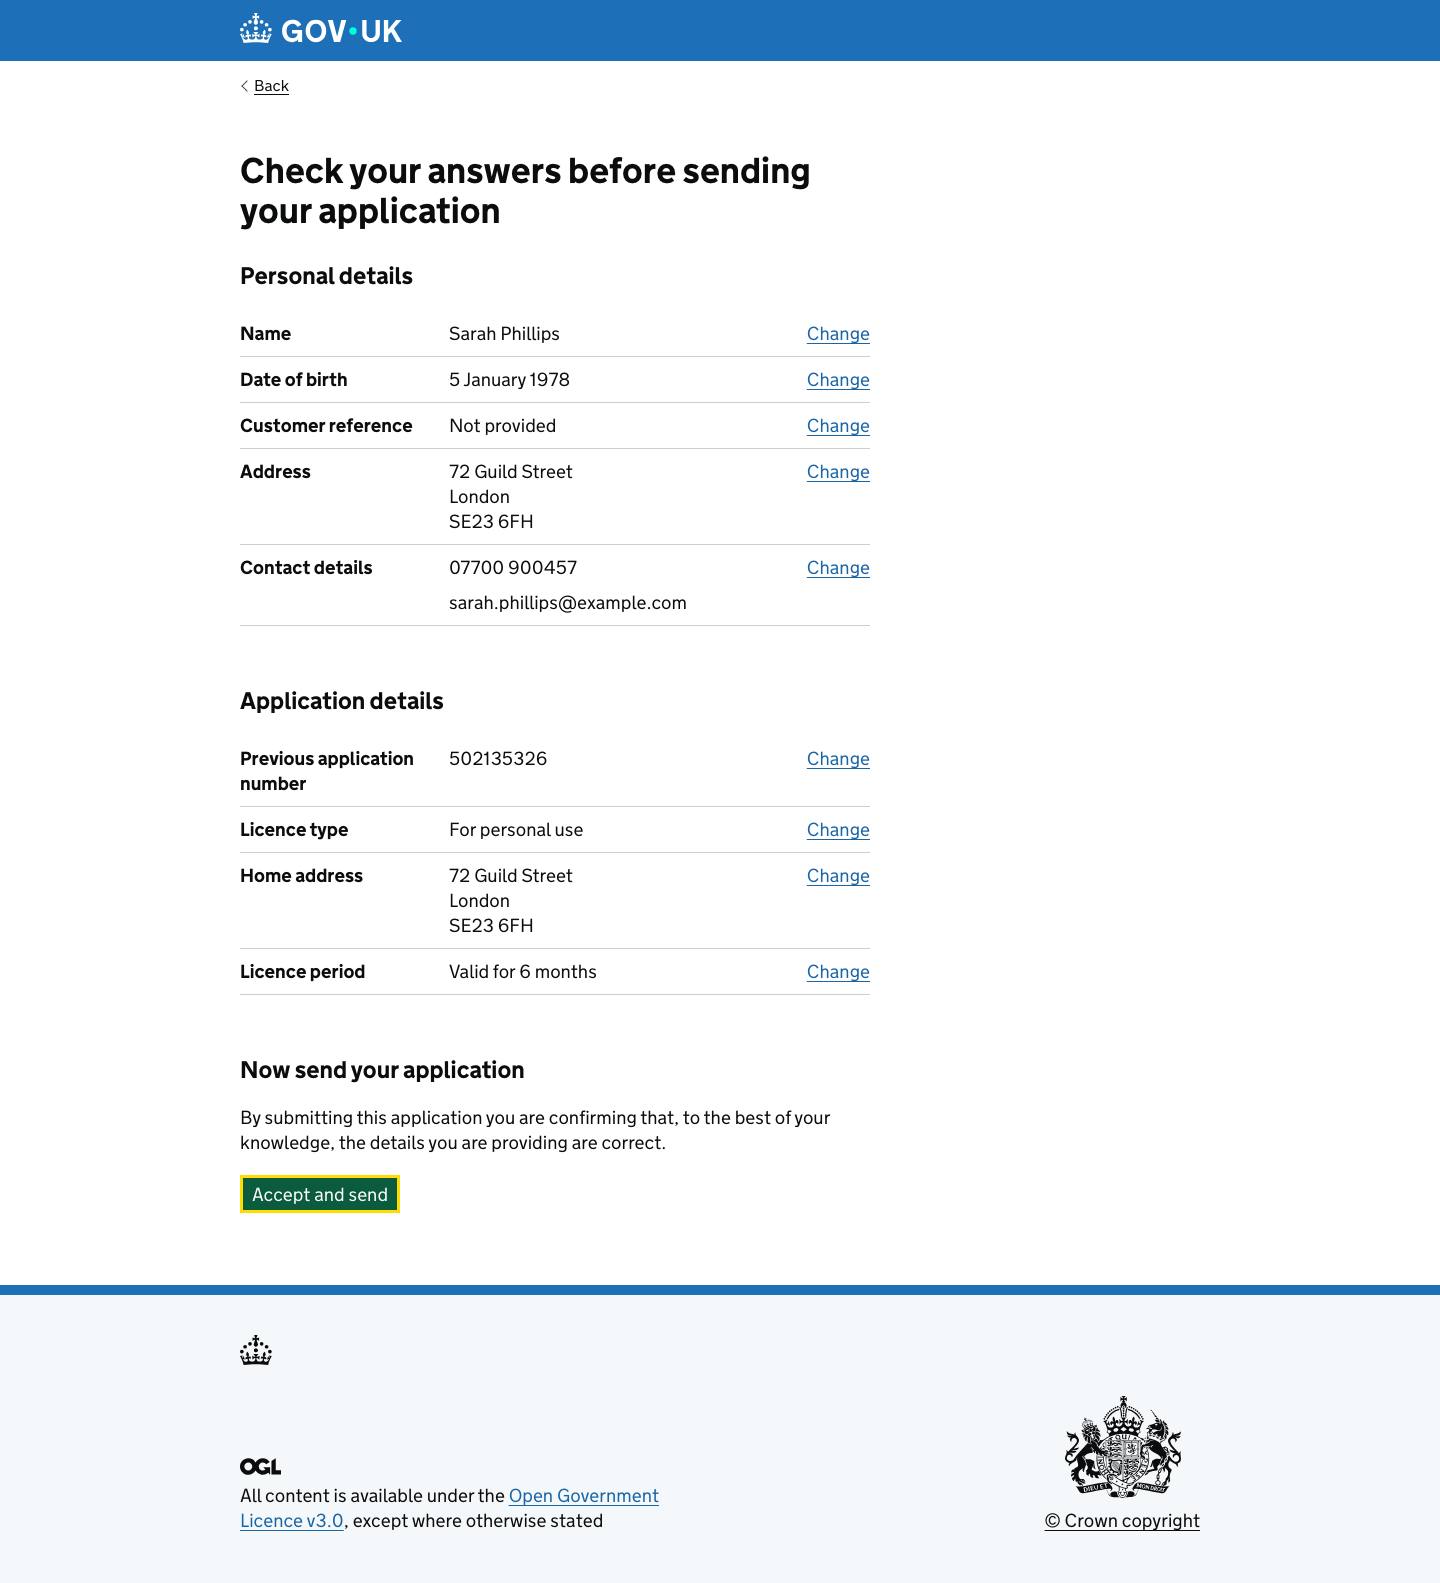 GOV•UK
Back
Check your answers before sending
your application
Personal details
Name Sarah Phillips Change
Date of birth 5 January 1978 Change
Customer reference Not provided Change
Address 72 Guild Street Change
London
SE23 6FH
Contact details 07700 900457 Change
sarah.phillips@example.com
Application details
Previous application 502135326 Change
number
Licence type For personal use Change
Home address 72 Guild Street Change
London
SE23 6FH
Licence period Valid for 6 months Change
Now send your application
By submitting this application you are confirming that, to the best of your
knowledge, the details you are providing are correct.
Accept and send
OGL
All content is available under the Open Government
Licence v3.0, except where otherwise stated
DIEU ET MON DROIT
© Crown copyright